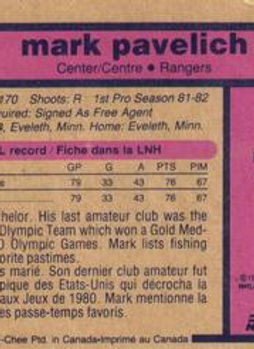 mark pavelich
Center/Centre ● Rangers
170 Shoots: R 1st Pro Season 81-82
quired: Signed As Free Agent
8, Eveleth, Minn. Home: Eveleth, Minn.
L record / Fiche dans la LNH
GP G A PTS PIM
79 33 43 76 67
79 33 43 76 67
helor. His last amateur club was the
Olympic Team which won a Gold Med-
0 Olympic Games. Mark lists fishing
orite pastimes.
s marié. Son dernier club amateur fut
pique des Etats-Unis qui décrocha la
aux Jeux de 1980. Mark mentionne la
es passe-temps favoris.
-Chee Ptd. in Canada-Imprimé au Canada